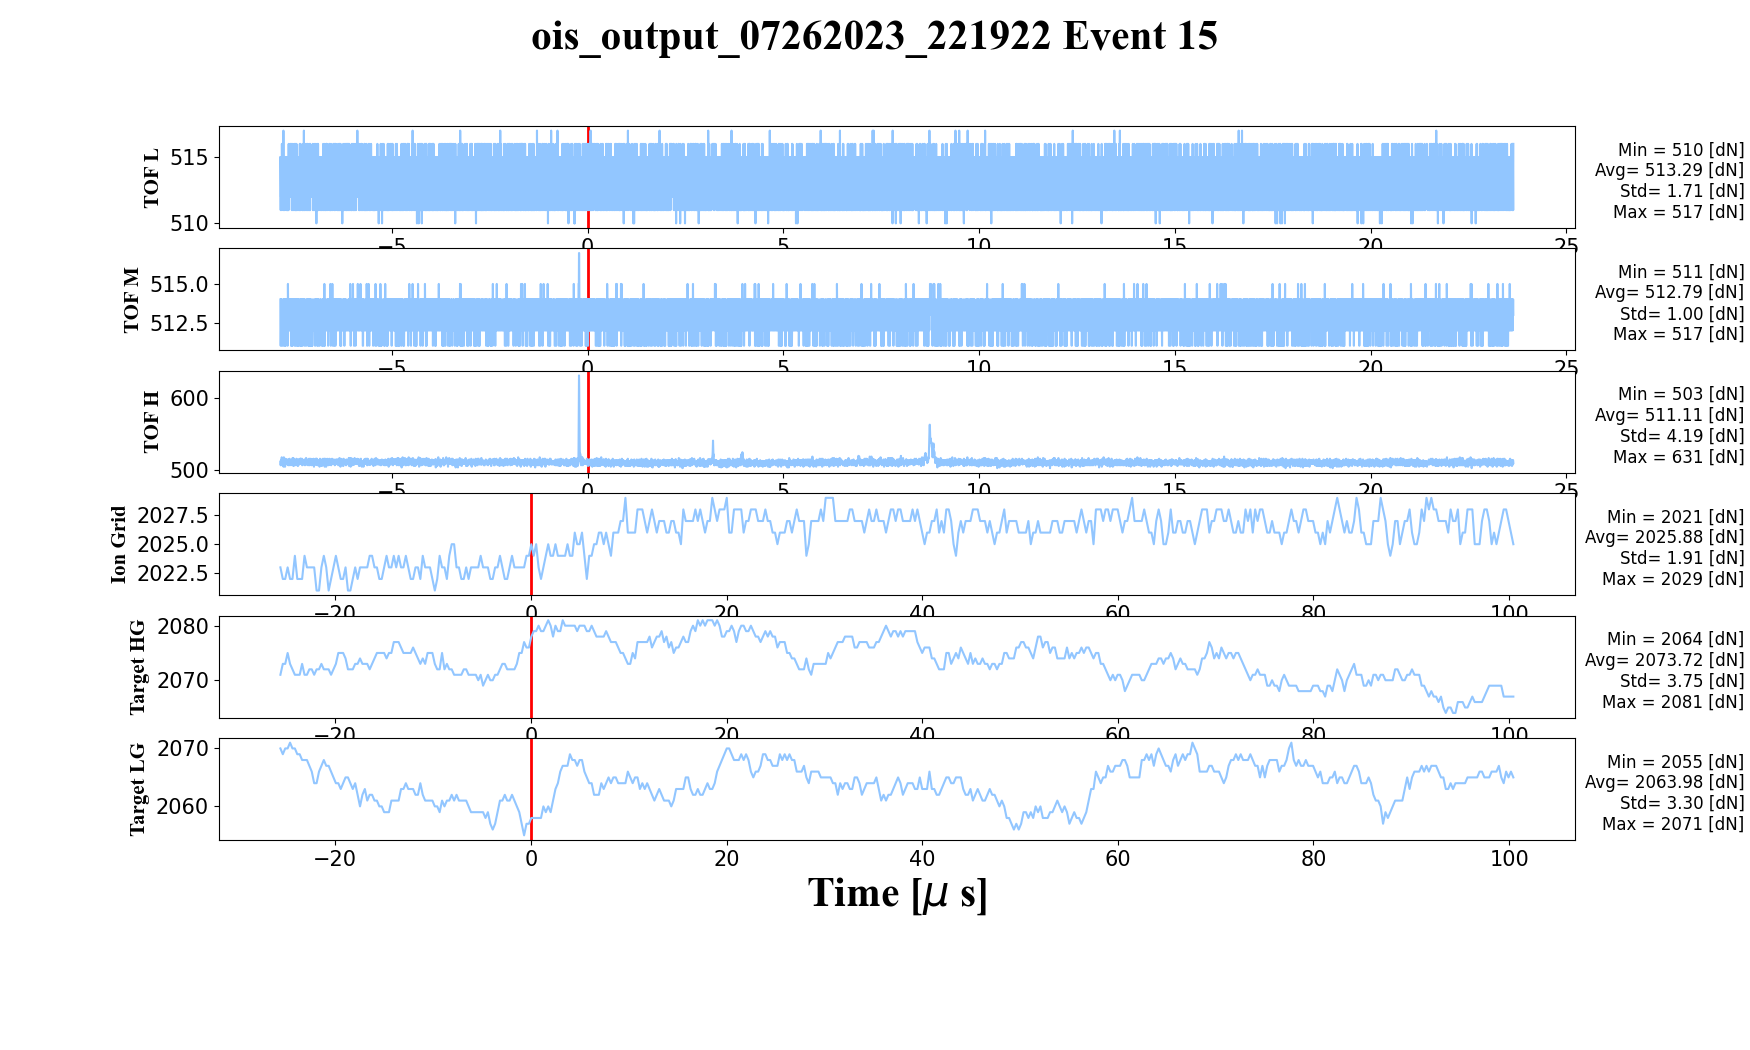 ois_output_07262023_221922 Event 15
TOF L
515
510
Min = 510 [dN]
Avg= 513.29 [dN]
Std= 1.71 [dN]
Max = 517 [dN]
−5 0 5 10 15 20 25
TOF M
515.0
512.5
Min = 511 [dN]
Avg= 512.79 [dN]
Std= 1.00 [dN]
Max = 517 [dN]
−5 0 5 10 15 20 25
TOF H
600
500
Min = 503 [dN]
Avg= 511.11 [dN]
Std= 4.19 [dN]
Max = 631 [dN]
−5 0 5 10 15 20 25
Ion Grid
2027.5
2025.0
2022.5
Min = 2021 [dN]
Avg= 2025.88 [dN]
Std= 1.91 [dN]
Max = 2029 [dN]
−20 0 20 40 60 80 100
Target HG
2080
2070
Min = 2064 [dN]
Avg= 2073.72 [dN]
Std= 3.75 [dN]
Max = 2081 [dN]
−20 0 20 40 60 80 100
Target LG
2070
2060
Min = 2055 [dN]
Avg= 2063.98 [dN]
Std= 3.30 [dN]
Max = 2071 [dN]
−20 0 20 40 60 80 100
Time [μ s]